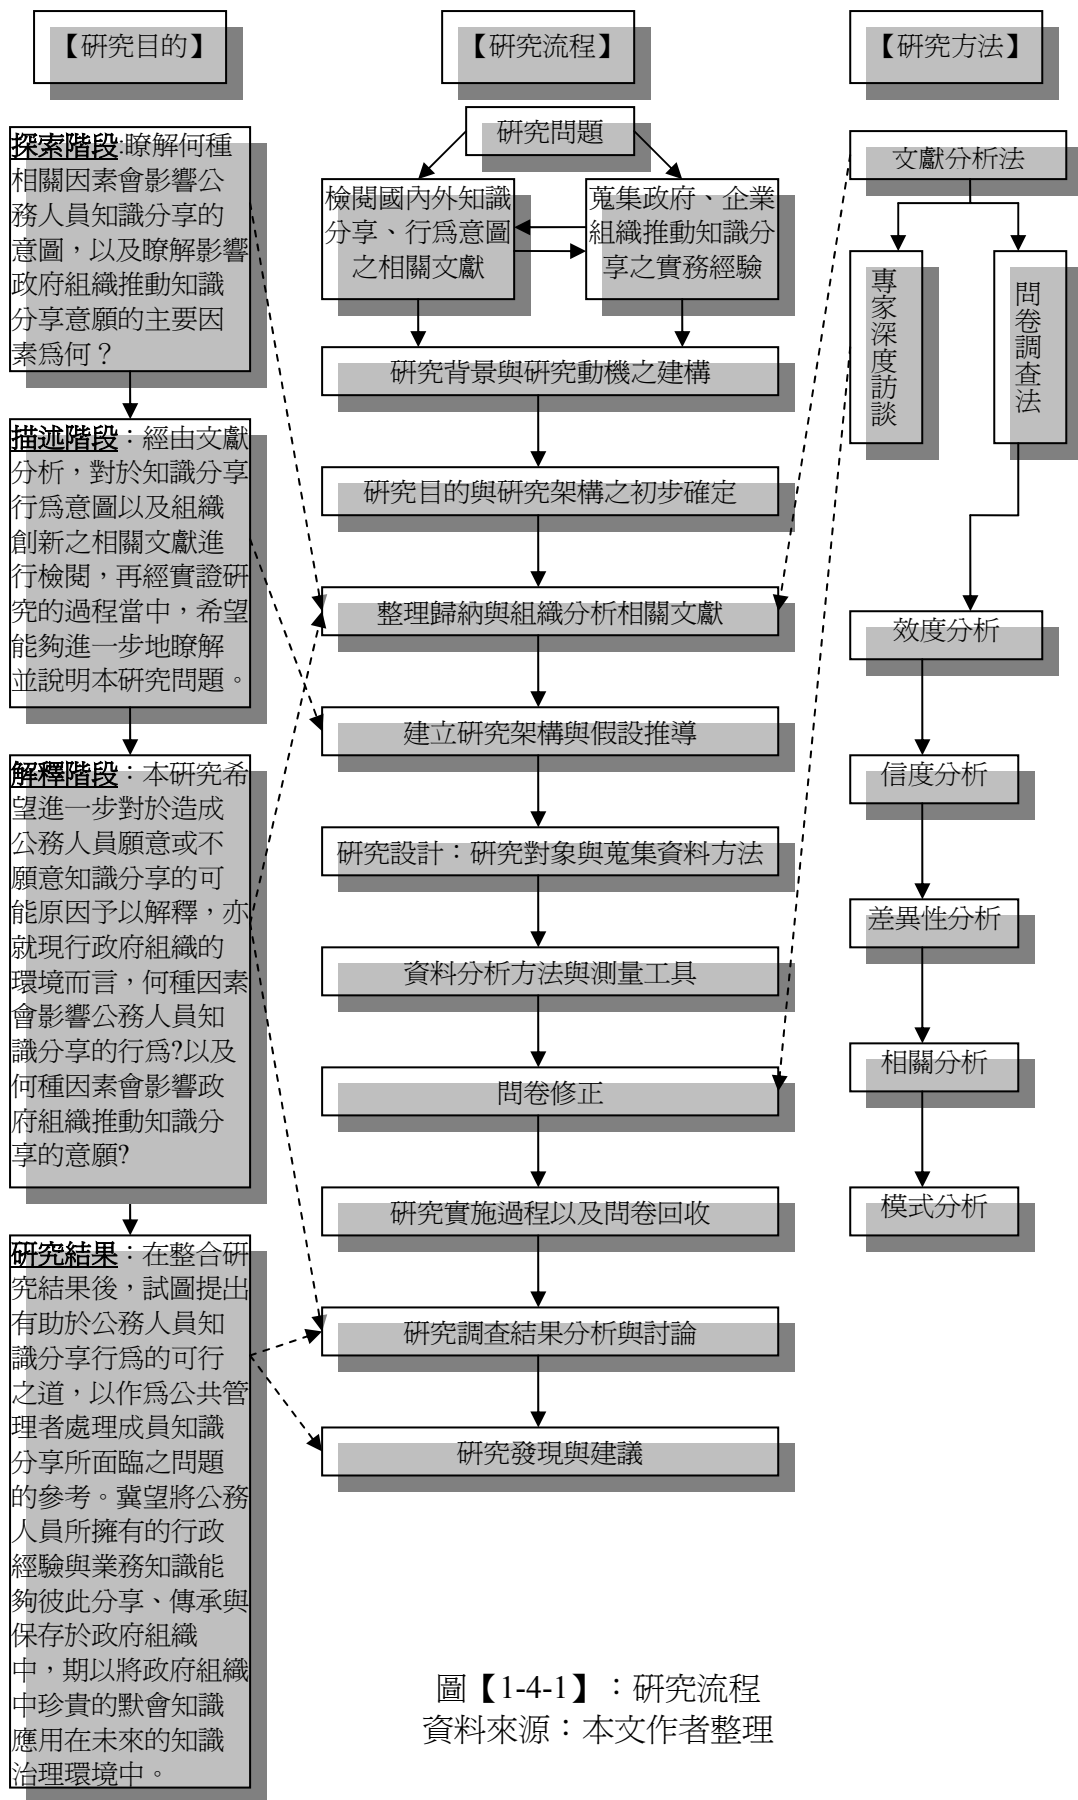 【研究目的】
探索階段:瞭解何種
相關因素會影響公
務人員知識分享的
意圖，以及瞭解影響
政府組織推動知識
分享意願的主要因
素為何？
描述階段：經由文獻
分析，對於知識分享
行為意圖以及組織
創新之相關文獻進
行檢閱，再經實證研
究的過程當中，希望
能夠進一步地瞭解
並說明本研究問題。
解釋階段：本研究希
望進一步對於造成
公務人員願意或不
願意知識分享的可
能原因予以解釋，亦
就現行政府組織的
環境而言，何種因素
會影響公務人員知
識分享的行為?以及
何種因素會影響政
府組織推動知識分
享的意願?
研究結果：在整合研
究結果後，試圖提出
有助於公務人員知
識分享行為的可行
之道，以作為公共管
理者處理成員知識
分享所面臨之問題
的參考。冀望將公務
人員所擁有的行政
經驗與業務知識能
夠彼此分享、傳承與
保存於政府組織
中，期以將政府組織
中珍貴的默會知識
應用在未來的知識
治理環境中。
【研究流程】
研究問題
檢閱國內外知識
分享、行為意圖
之相關文獻
蒐集政府、企業
組織推動知識分
享之實務經驗
研究背景與研究動機之建構
研究目的與研究架構之初步確定
整理歸納與組織分析相關文獻
建立研究架構與假設推導
研究設計：研究對象與蒐集資料方法
資料分析方法與測量工具
問卷修正
研究實施過程以及問卷回收
研究調查結果分析與討論
研究發現與建議
【研究方法】
文獻分析法
專家深度訪談
問卷調查法
效度分析
信度分析
差異性分析
相關分析
模式分析
圖【1-4-1】：研究流程
資料來源：本文作者整理